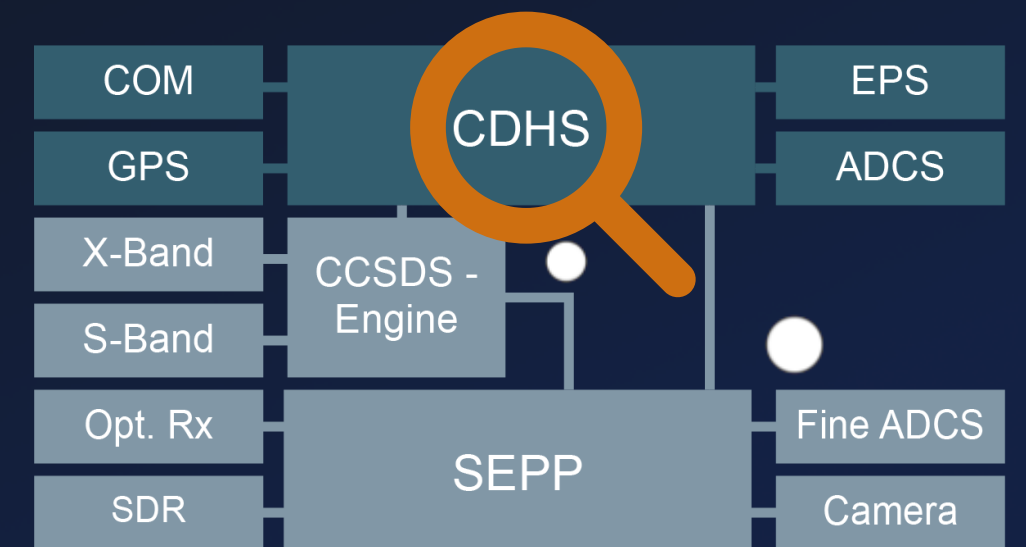 COM
CDHS
EPS
GPS
ADCS
X-Band
CCSDS -
Engine
S-Band
Opt. Rx
SEPP
Fine ADCS
SDR
Camera